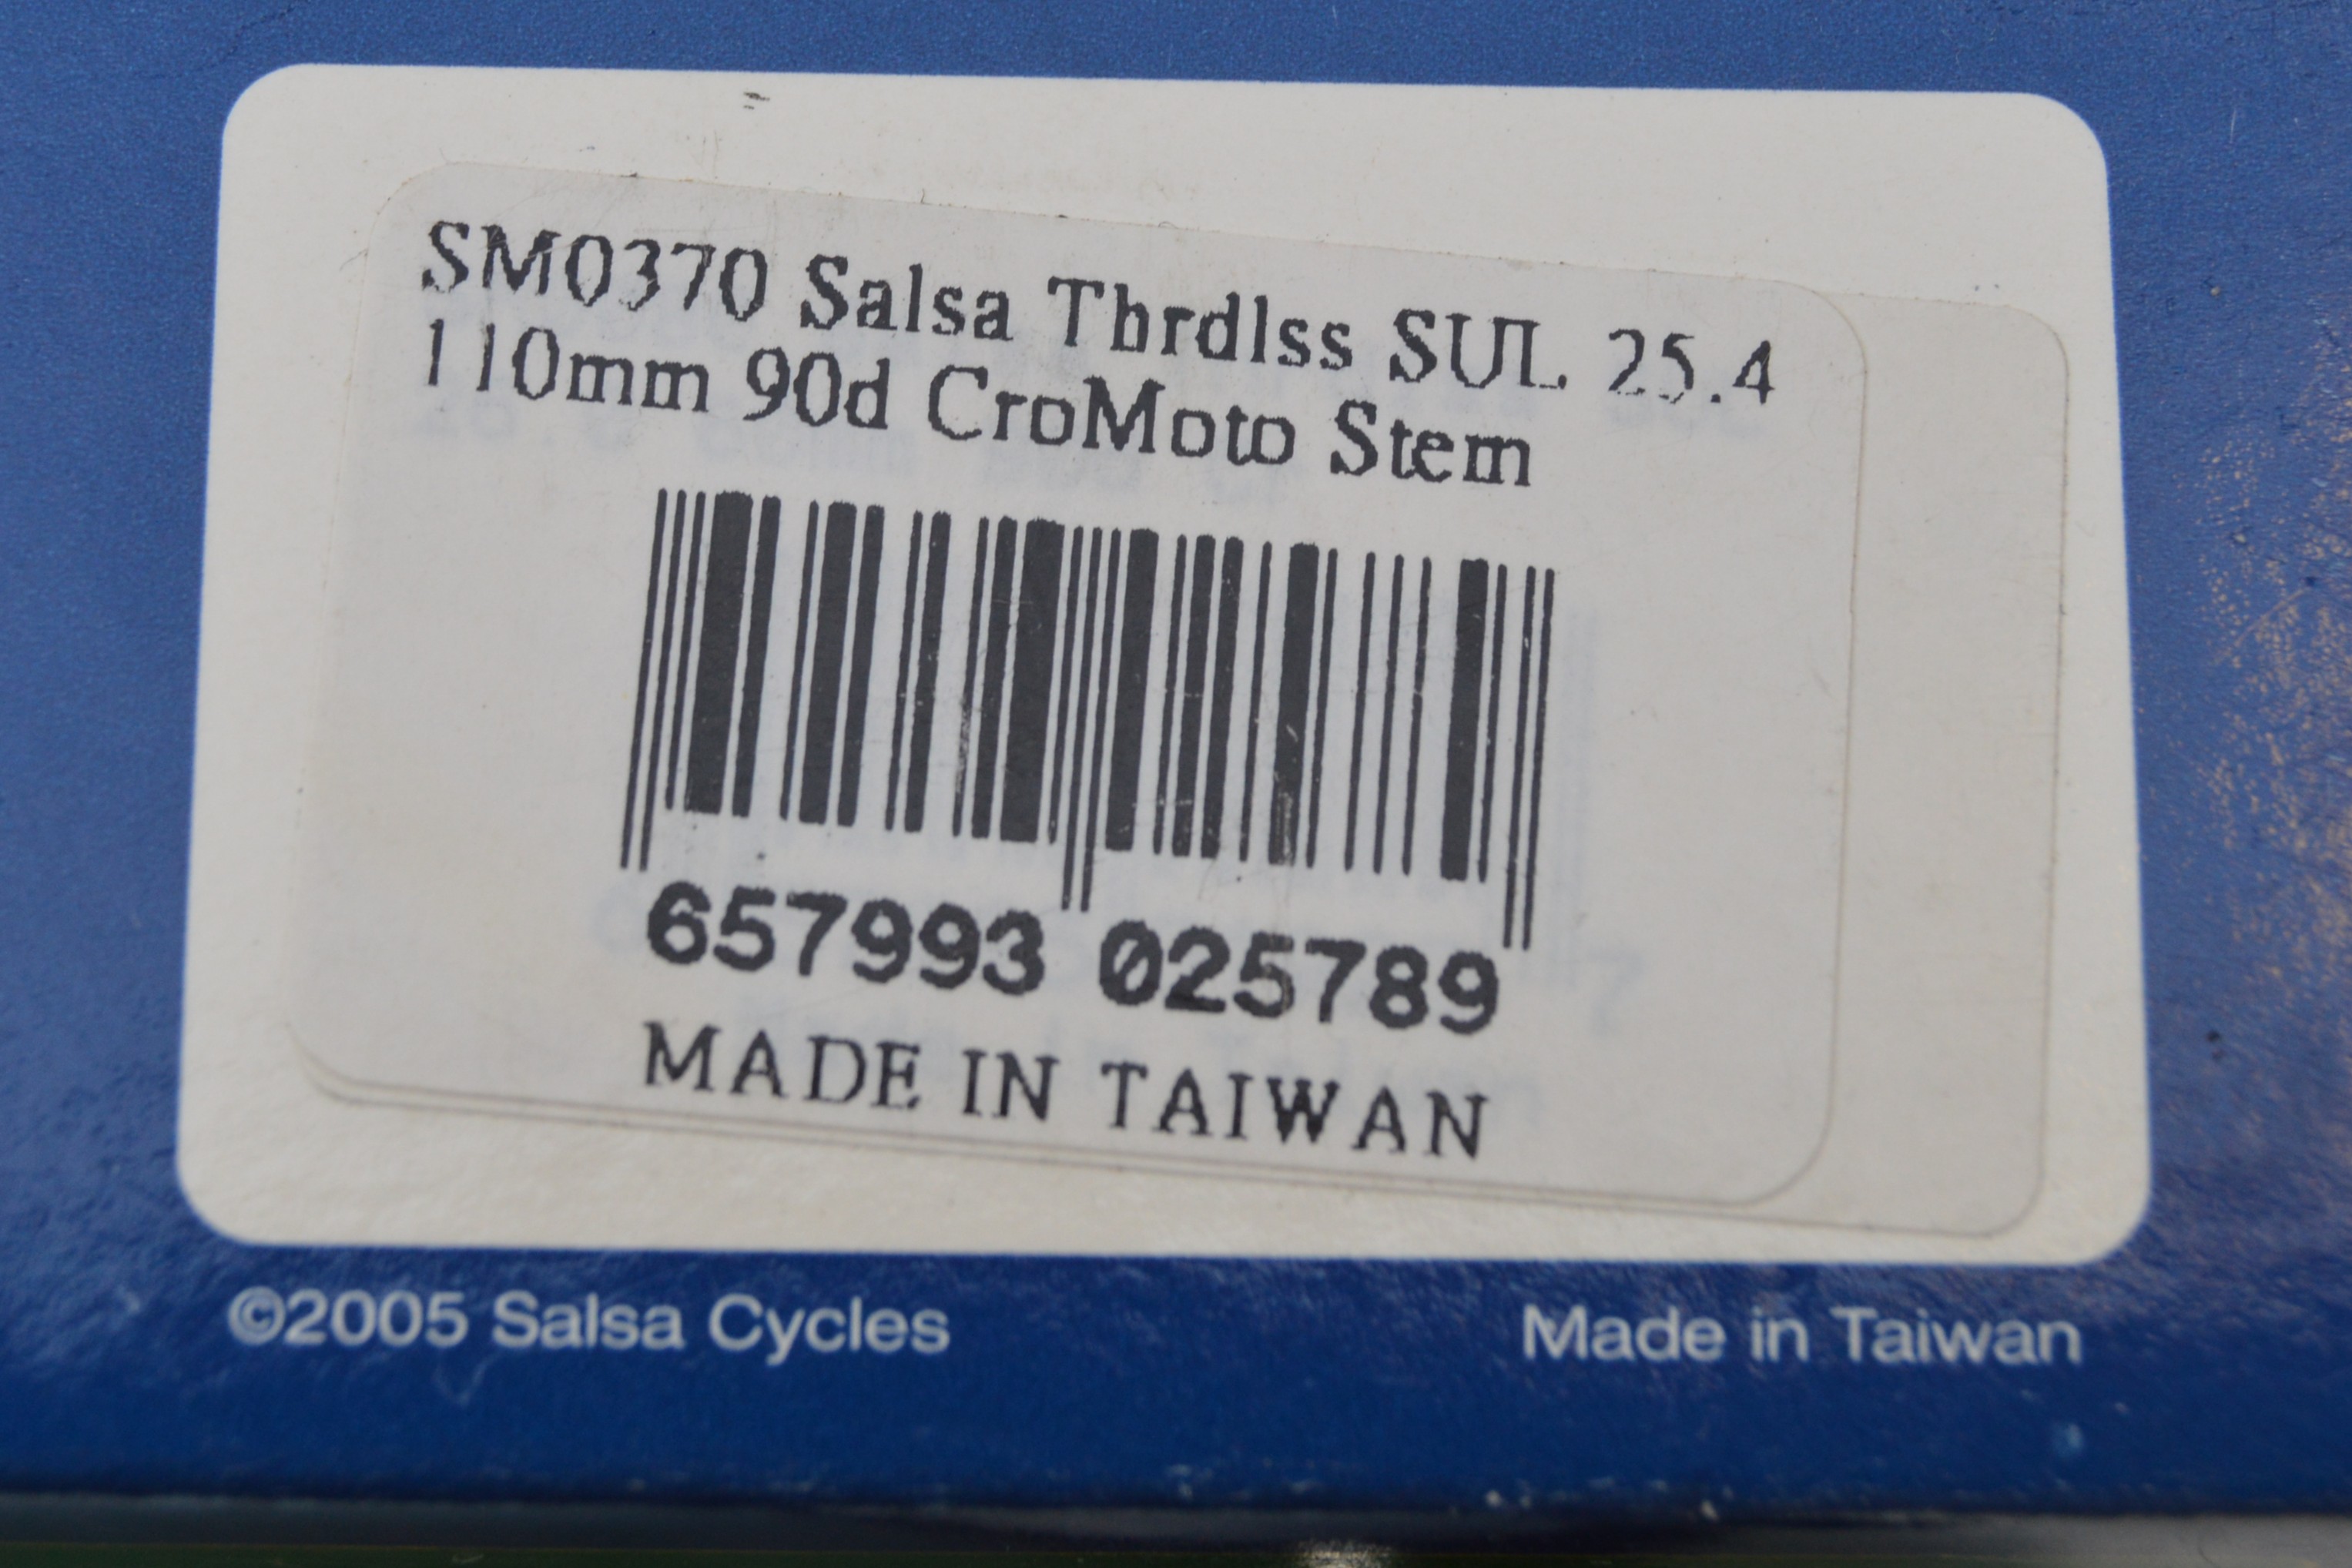 SM0370 Salsa Thrdlss SUL 25.4
110mm 90d CroMoto Stem
657993 025789
MADE IN TAIWAN
©2005 Salsa Cycles
Made in Taiwan